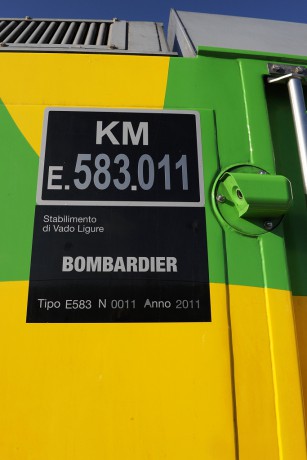 KM
E.583.011
Stabilimento
di Vado Ligure
BOMBARDIER
Tipo E583 N 0011 Anno 2011